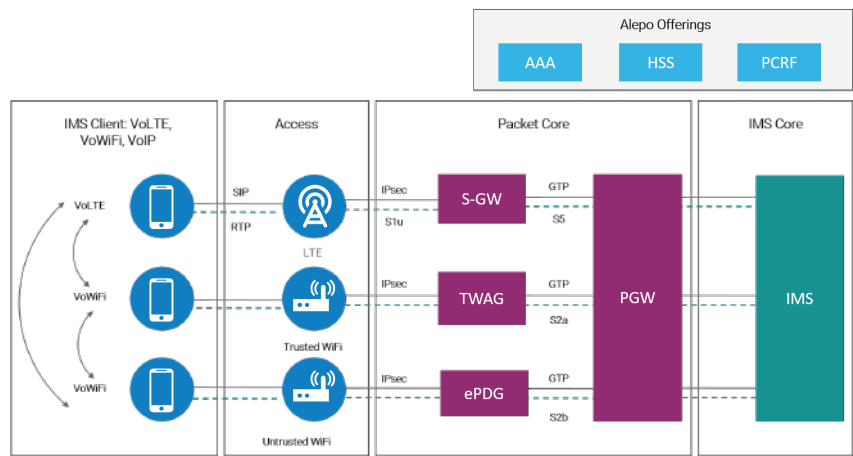 Alepo Offerings
AAA HSS PCRF
IMS Client: VoLTE,
VoWiFi, VoIP
Access
Packet Core
IMS Core
VoLTE
SIP
RTP
LTE
IPsec
S1u
S-GW
GTP
S5
VoWiFi
Trusted WiFi
IPsec
TWAG
GTP
S2a
PGW
IMS
VoWiFi
Untrusted WiFi
IPsec
ePDG
GTP
S2b